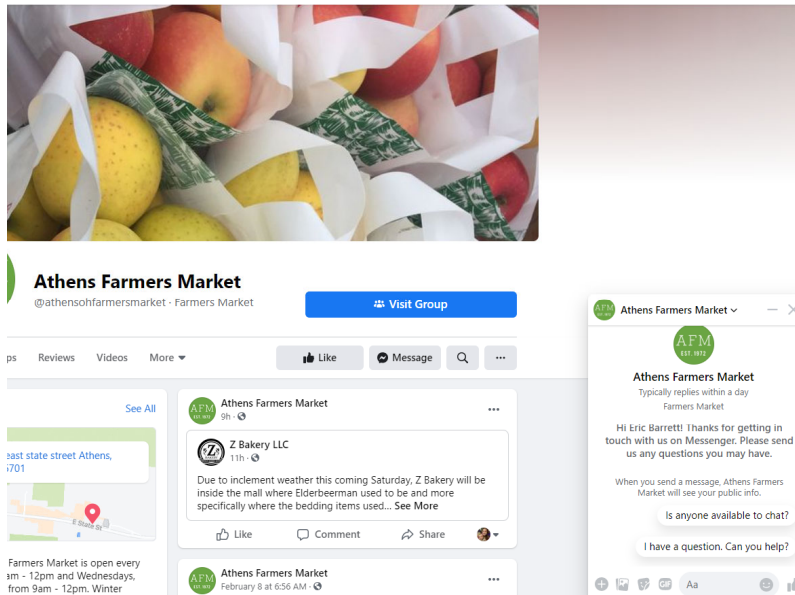 Athens Farmers Market
@athensohfarmersmarket · Farmers Market
Visit Group
ps Reviews Videos More
Like Message
See All
east state street Athens,
5701
E State St
Farmers Market is open every
am - 12pm and Wednesdays,
from 9am - 12pm. Winter
AFM
EST. 1972
Athens Farmers Market
9h ·
Z Bakery LLC
11h ·
Due to inclement weather this coming Saturday, Z Bakery will be
inside the mall where Elderbeerman used to be and more
specifically where the bedding items used... See More
Like Comment Share
AFM
EST. 1972
Athens Farmers Market
February 8 at 6:56 AM ·
AFM
Athens Farmers Market
AFM
EST. 1972
Athens Farmers Market
Typically replies within a day
Farmers Market
Hi Eric Barrett! Thanks for getting in
touch with us on Messenger. Please send
us any questions you may have.
When you send a message, Athens Farmers
Market will see your public info.
Is anyone available to chat?
I have a question. Can you help?
GIF Aa